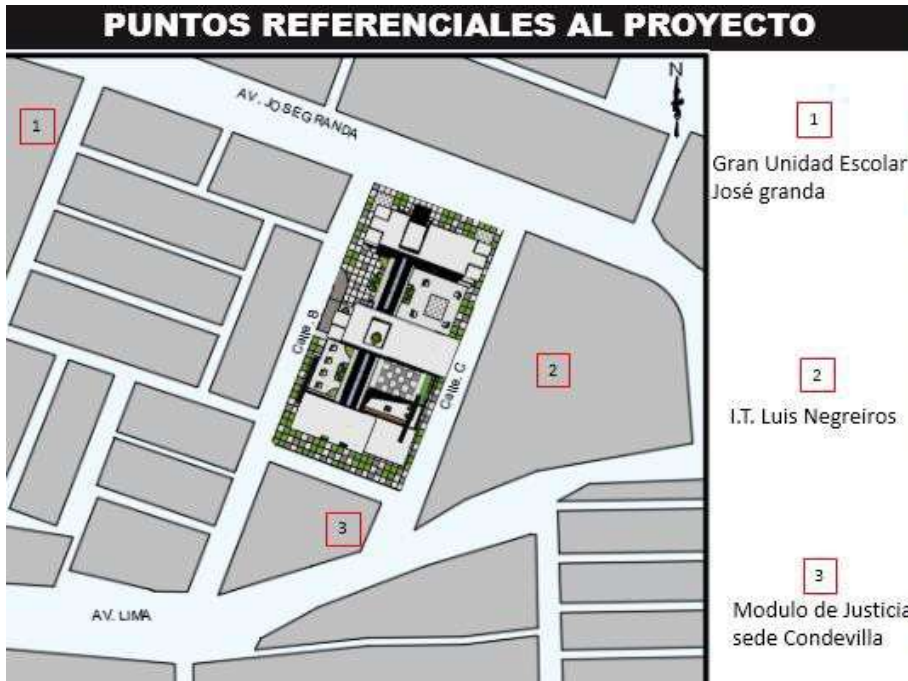 PUNTOS REFERENCIALES AL PROYECTO
N
AV. JOSE GRANDA
1
Calle. B
Calle. C
2
3
AV. LIMA
1
Gran Unidad Escolar
José granda
2
I.T. Luis Negreiros
3
Modulo de Justicia
sede Condevilla